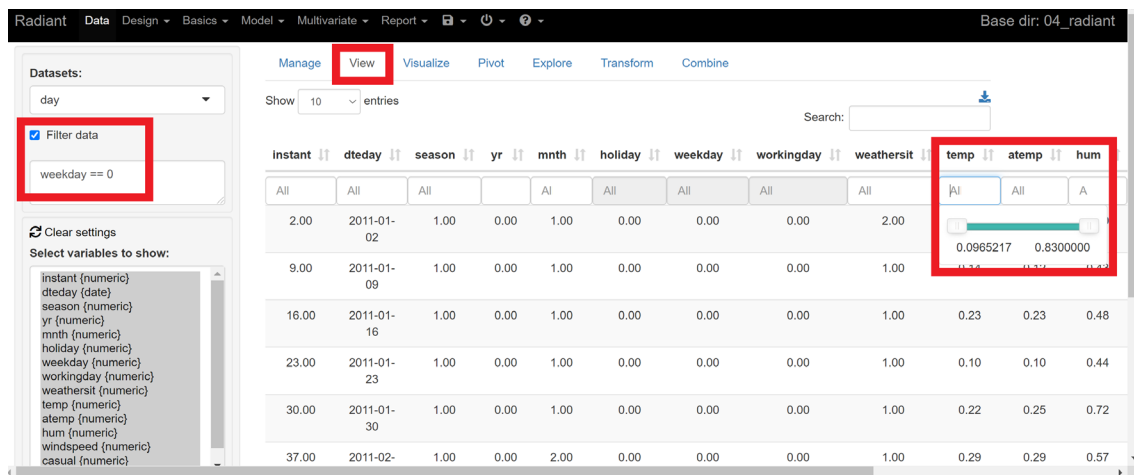 Radiant Data Design Basics Model Multivariate Report Base dir: 04_radiant
Datasets:
day
Filter data
weekday == 0
Clear settings
Select variables to show:
instant {numeric}
dteday {date}
season {numeric}
yr {numeric}
mnth {numeric}
holiday {numeric}
weekday {numeric}
workingday {numeric}
weathersit {numeric}
temp {numeric}
atemp {numeric}
hum {numeric}
windspeed {numeric}
casual {numeric}
Manage View Visualize Pivot Explore Transform Combine
Show 10 entries
Search:
instant dteday season yr mnth holiday weekday workingday weathersit temp atemp hum
All All All Al All All All All Al All A
2.00 2011-01-02 1.00 0.00 1.00 0.00 0.00 0.00 2.00
0.0965217 0.8300000
9.00 2011-01-09 1.00 0.00 1.00 0.00 0.00 0.00 1.00
16.00 2011-01-16 1.00 0.00 1.00 0.00 0.00 0.00 1.00 0.23 0.23 0.48
23.00 2011-01-23 1.00 0.00 1.00 0.00 0.00 0.00 1.00 0.10 0.10 0.44
30.00 2011-01-30 1.00 0.00 1.00 0.00 0.00 0.00 1.00 0.22 0.25 0.72
37.00 2011-02- 1.00 0.00 2.00 0.00 0.00 0.00 1.00 0.29 0.29 0.57